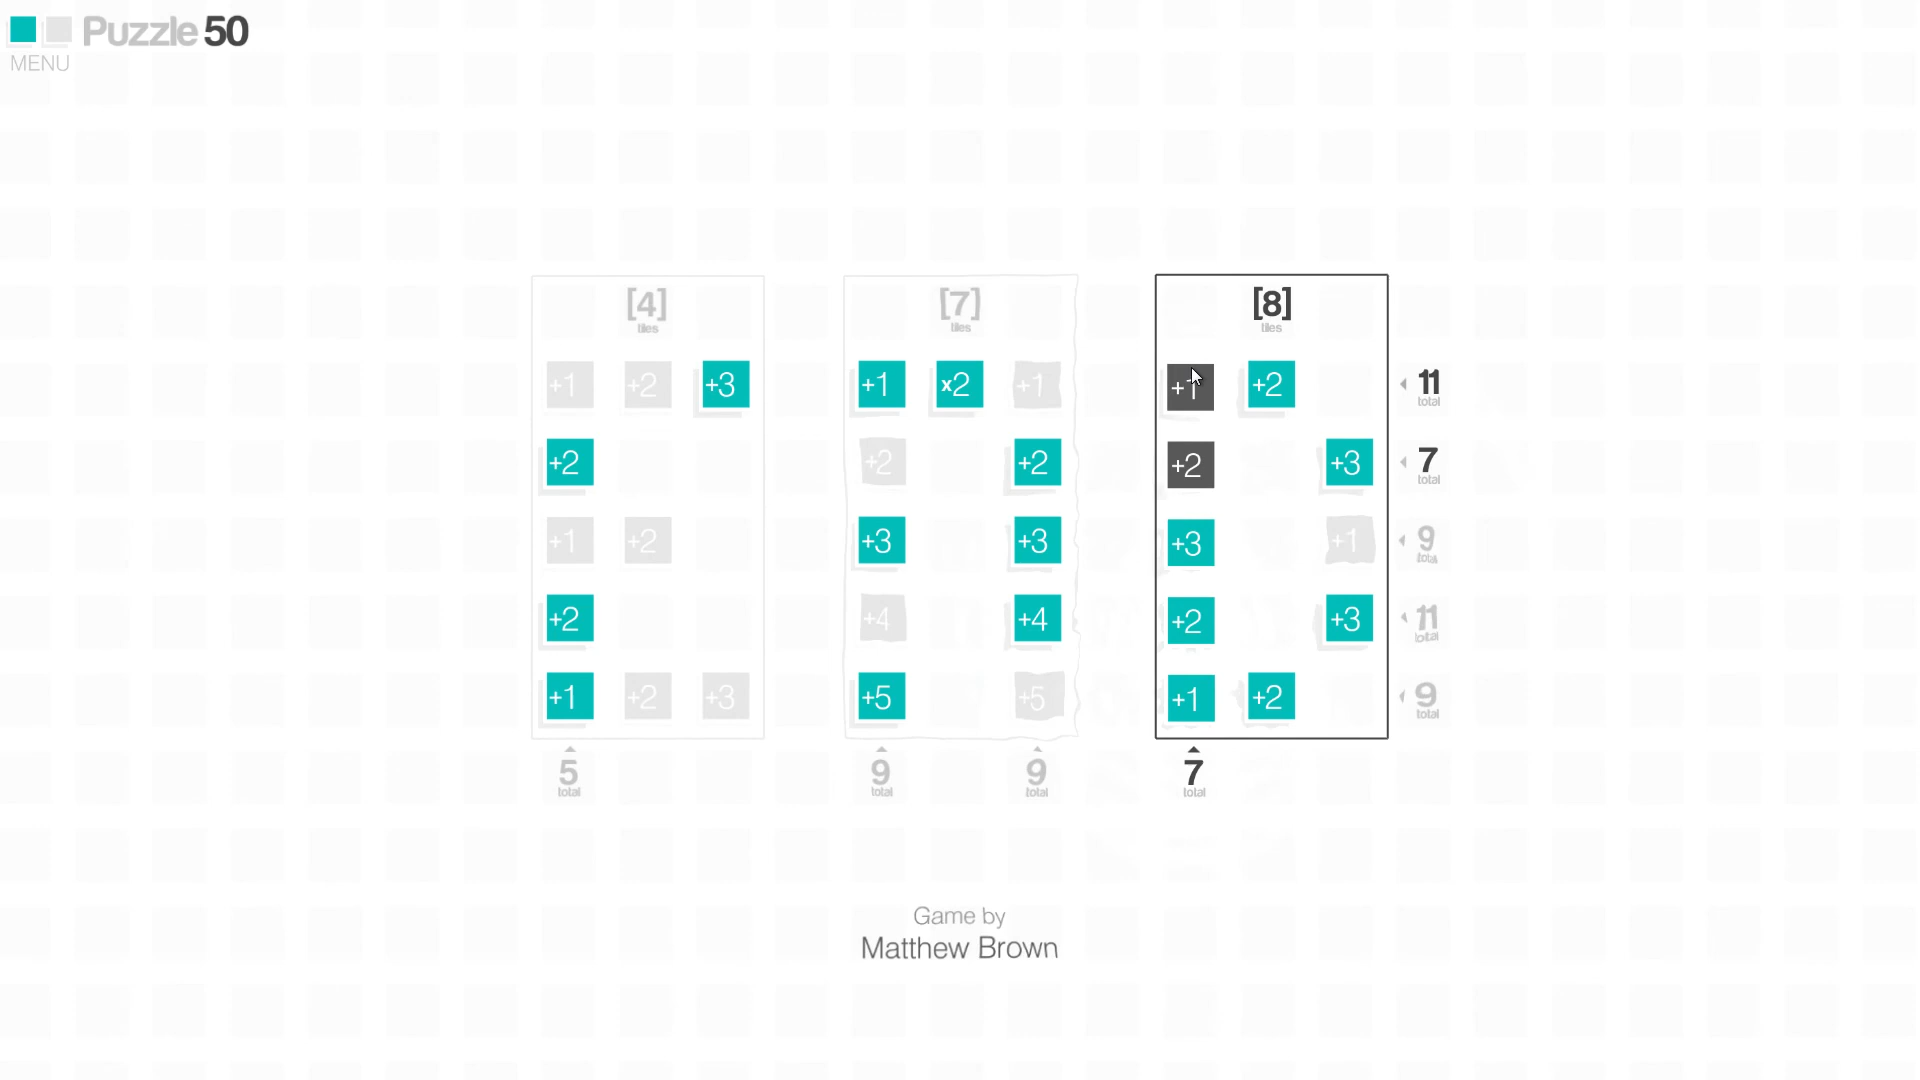 Puzzle 50
MENU
[4] [7] [8]
tiles tiles tiles
+1 +2 +3 +1 x2 +1 +1 +2 11
total
+2 +2 +2 +2 +3 7
total
+1 +2 +3 +3 +3 +1 9
total
+2 +4 +4 +2 +3 11
total
+1 +2 +3 +5 +5 +1 +2 9
total
5 9 9 7
total total total total
Game by
Matthew Brown